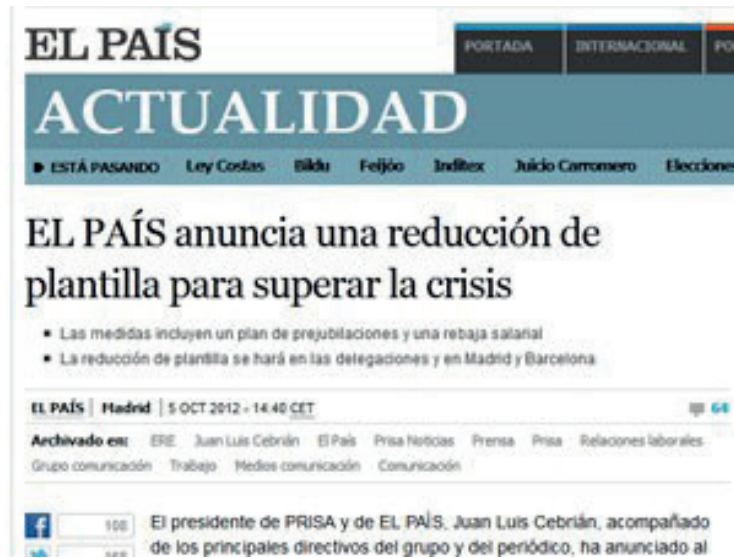 EL PAÍS
PORTADA INTERNACIONAL PO
ACTUALIDAD
ESTÁ PASANDO Ley Costas Bildu Feijóo Inditex Juicio Carromero Elecciones
EL PAÍS anuncia una reducción de
plantilla para superar la crisis
Las medidas incluyen un plan de prejubilaciones y una rebaja salarial
La reducción de plantilla se hará en las delegaciones y en Madrid y Barcelona
EL PAÍS | Madrid | 5 OCT 2012 - 14:40 CET 64
Archivado en: ERE Juan Luis Cebrián El País Prisa Noticias Prensa Prisa Relaciones laborales
Grupo comunicación Trabajo Medios comunicación Comunicación
108 El presidente de PRISA y de EL PAÍS, Juan Luis Cebrián, acompañado
de los principales directivos del grupo y del periódico, ha anunciado al